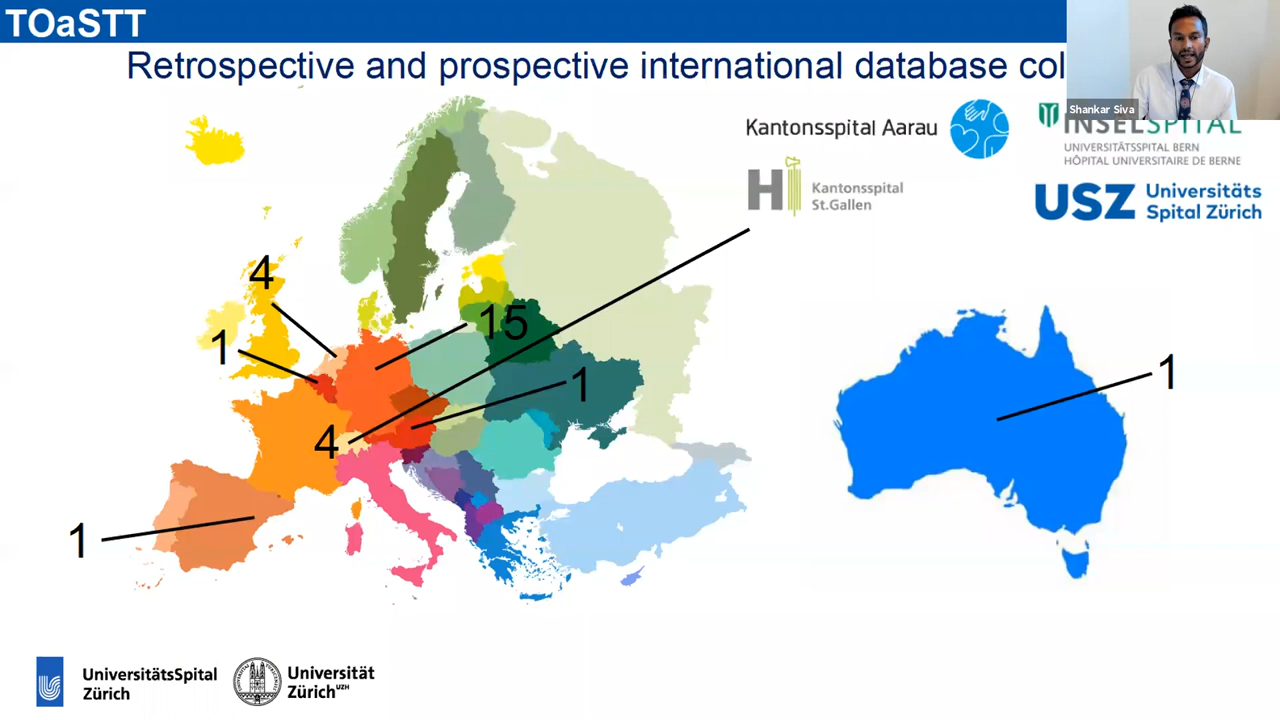 TOaSTT
Retrospective and prospective international database col
Shankar Siva
Kantonsspital Aarau
INSELSPITAL
UNIVERSITÄTSSPITAL BERN
HÔPITAL UNIVERSITAIRE DE BERNE
Kantonsspital
St.Gallen
USZ Universitäts
Spital Zürich
4
15
1
1
1
4
1
UniversitätsSpital
Zürich
Universität
Zürich UZH